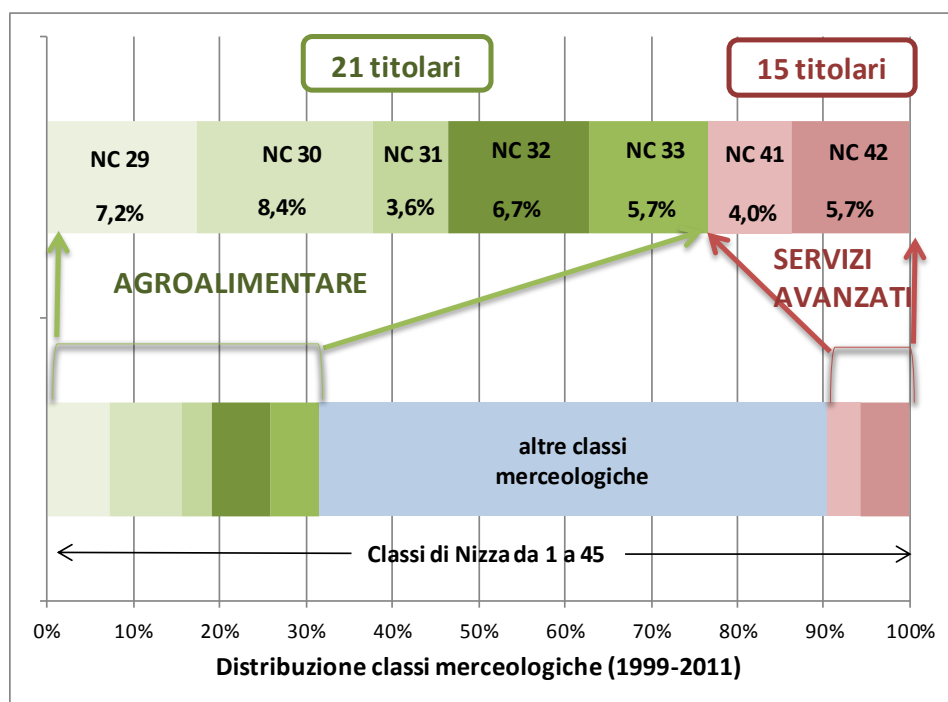 21 titolari
15 titolari
NC 29
NC 30
NC 31
NC 32
NC 33
NC 41
NC 42
7,2%
8,4%
3,6%
6,7%
5,7%
4,0%
5,7%
AGROALIMENTARE
SERVIZI
AVANZATI
altre classi
merceologiche
Classi di Nizza da 1 a 45
0%
10%
20%
30%
40%
50%
60%
70%
80%
90%
100%
Distribuzione classi merceologiche (1999-2011)